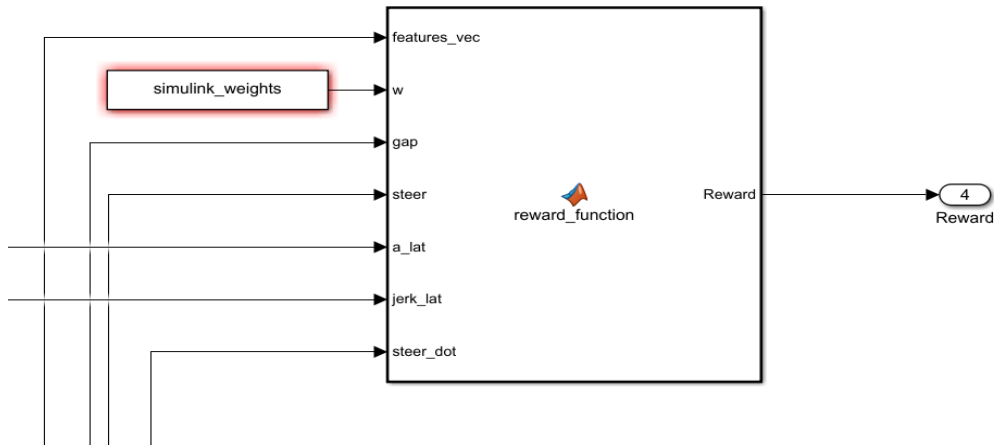 features_vec
simulink_weights
w
gap
steer
Reward
4
reward_function
Reward
a_lat
jerk_lat
steer_dot